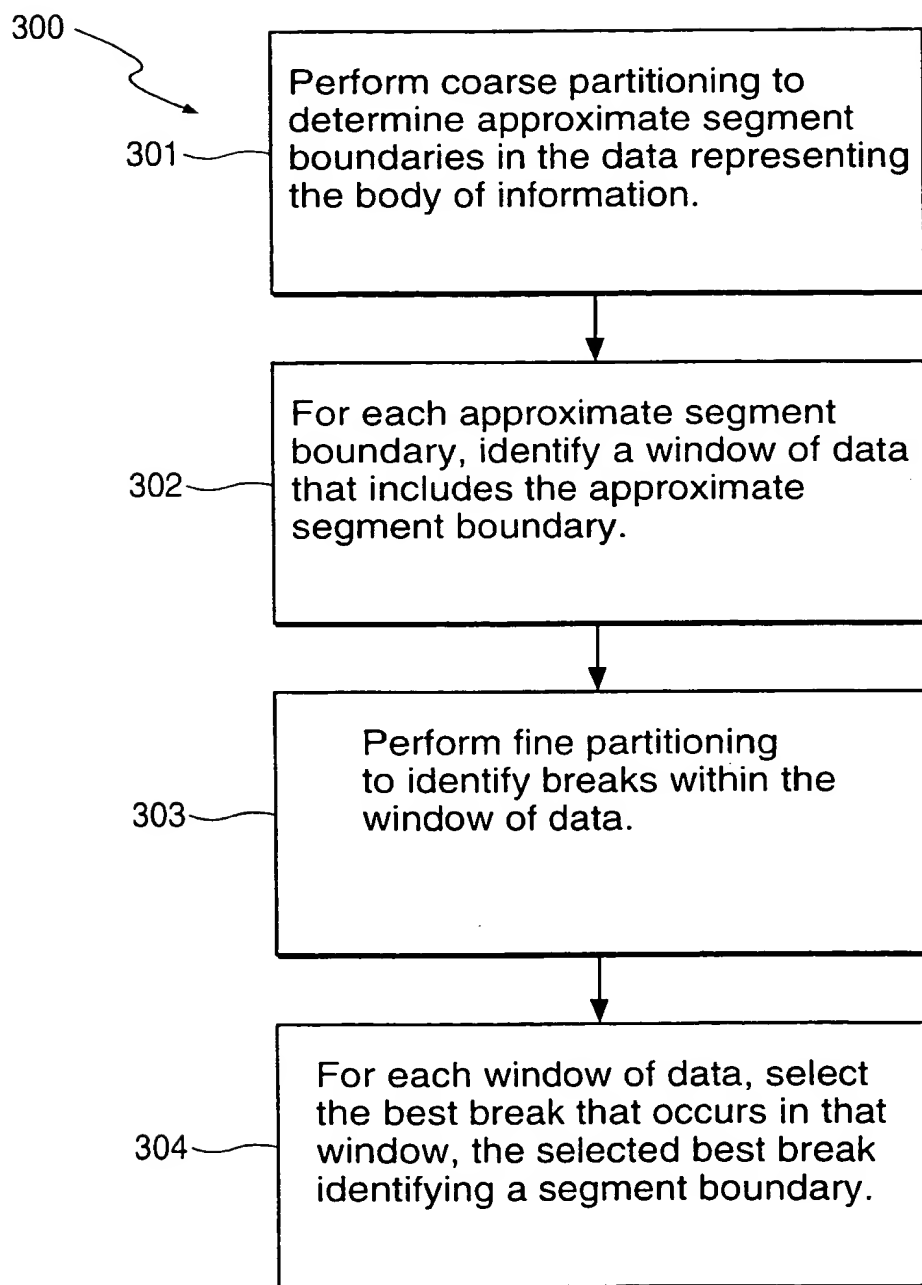 300
301
Perform coarse partitioning to
determine approximate segment
boundaries in the data representing
the body of information.
302
For each approximate segment
boundary, identify a window of data
that includes the approximate
segment boundary.
303
Perform fine partitioning
to identify breaks within the
window of data.
304
For each window of data, select
the best break that occurs in that
window, the selected best break
identifying a segment boundary.